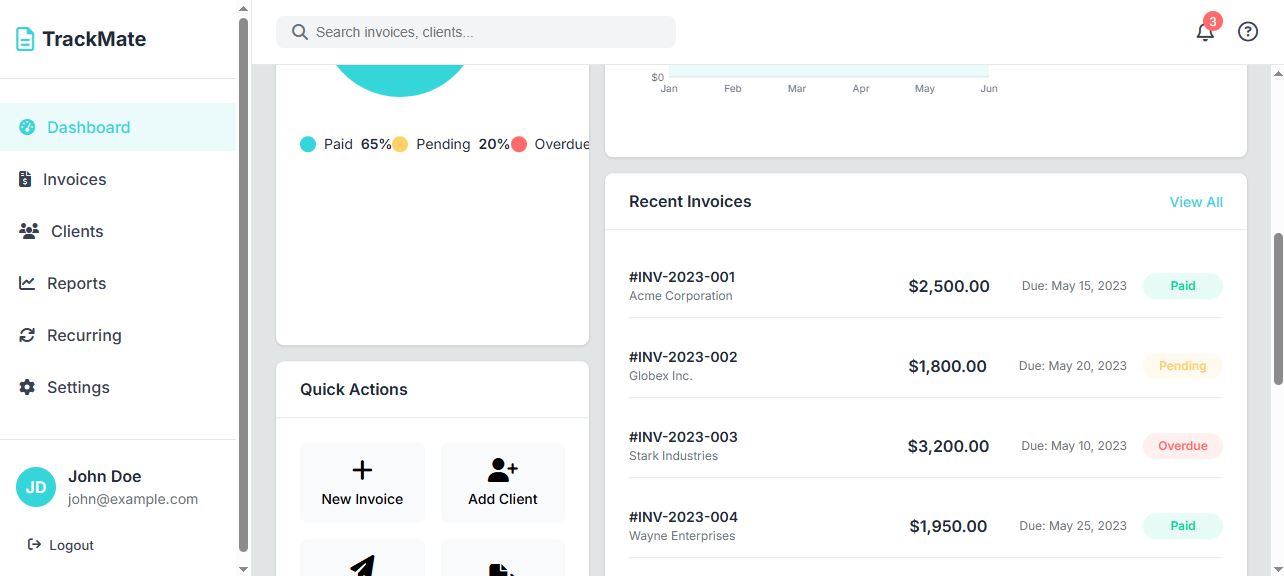 TrackMate
Dashboard
Invoices
Clients
Reports
Recurring
Settings
JD
John Doe
john@example.com
Logout
Search invoices, clients...
3
Paid 65% Pending 20% Overdue
Quick Actions
New Invoice
Add Client
$0
Jan Feb Mar Apr May Jun
Recent Invoices
View All
#INV-2023-001
Acme Corporation
$2,500.00
Due: May 15, 2023
Paid
#INV-2023-002
Globex Inc.
$1,800.00
Due: May 20, 2023
Pending
#INV-2023-003
Stark Industries
$3,200.00
Due: May 10, 2023
Overdue
#INV-2023-004
Wayne Enterprises
$1,950.00
Due: May 25, 2023
Paid